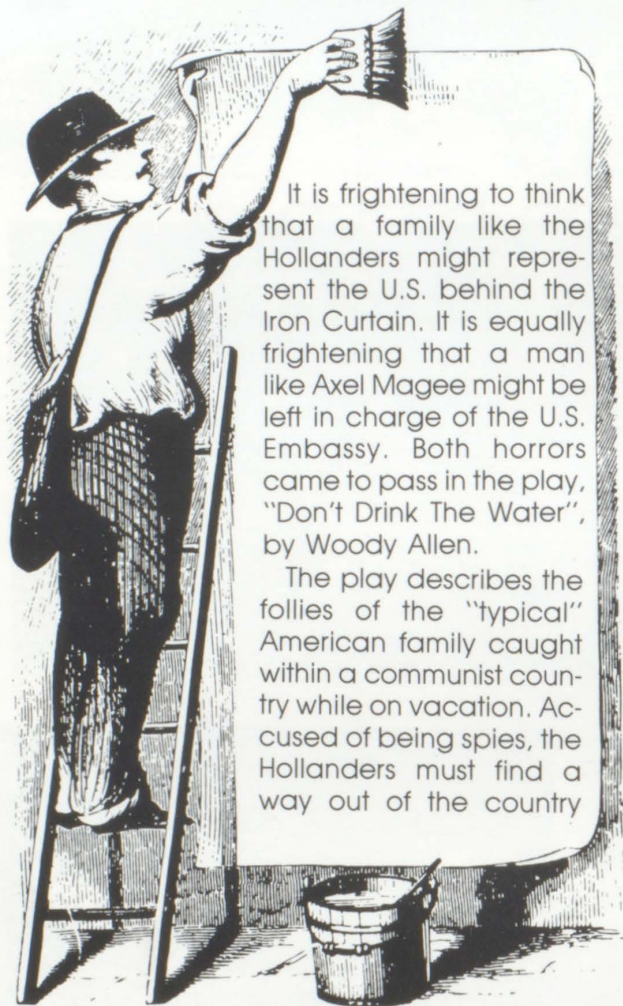 It is frightening to think
that a family like the
Hollanders might repre-
sent the U.S. behind the
Iron Curtain. It is equally
frightening that a man
like Axel Magee might be
left in charge of the U.S.
Embassy. Both horrors
came to pass in the play,
"Don't Drink The Water",
by Woody Allen.
The play describes the
follies of the "typical"
American family caught
within a communist coun-
try while on vacation. Ac-
cused of being spies, the
Hollanders must find a
way out of the country